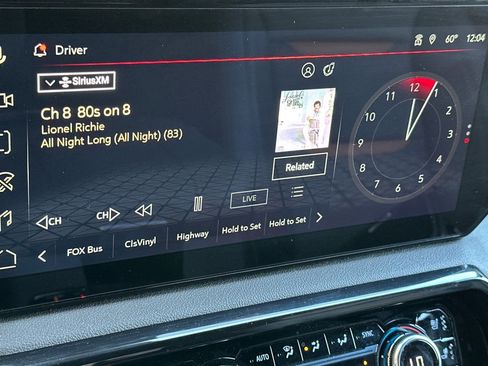 Driver
60° 12:04
SiriusXM
Ch 8 80s on 8
Lionel Richie
All Night Long (All Night) (83)
Related
12
1
2
3
4
5
6
7
8
9
10
11
CH
CH
LIVE
FOX Bus
ClsVinyl
Highway
Hold to Set
Hold to Set
AUTO
SYNC